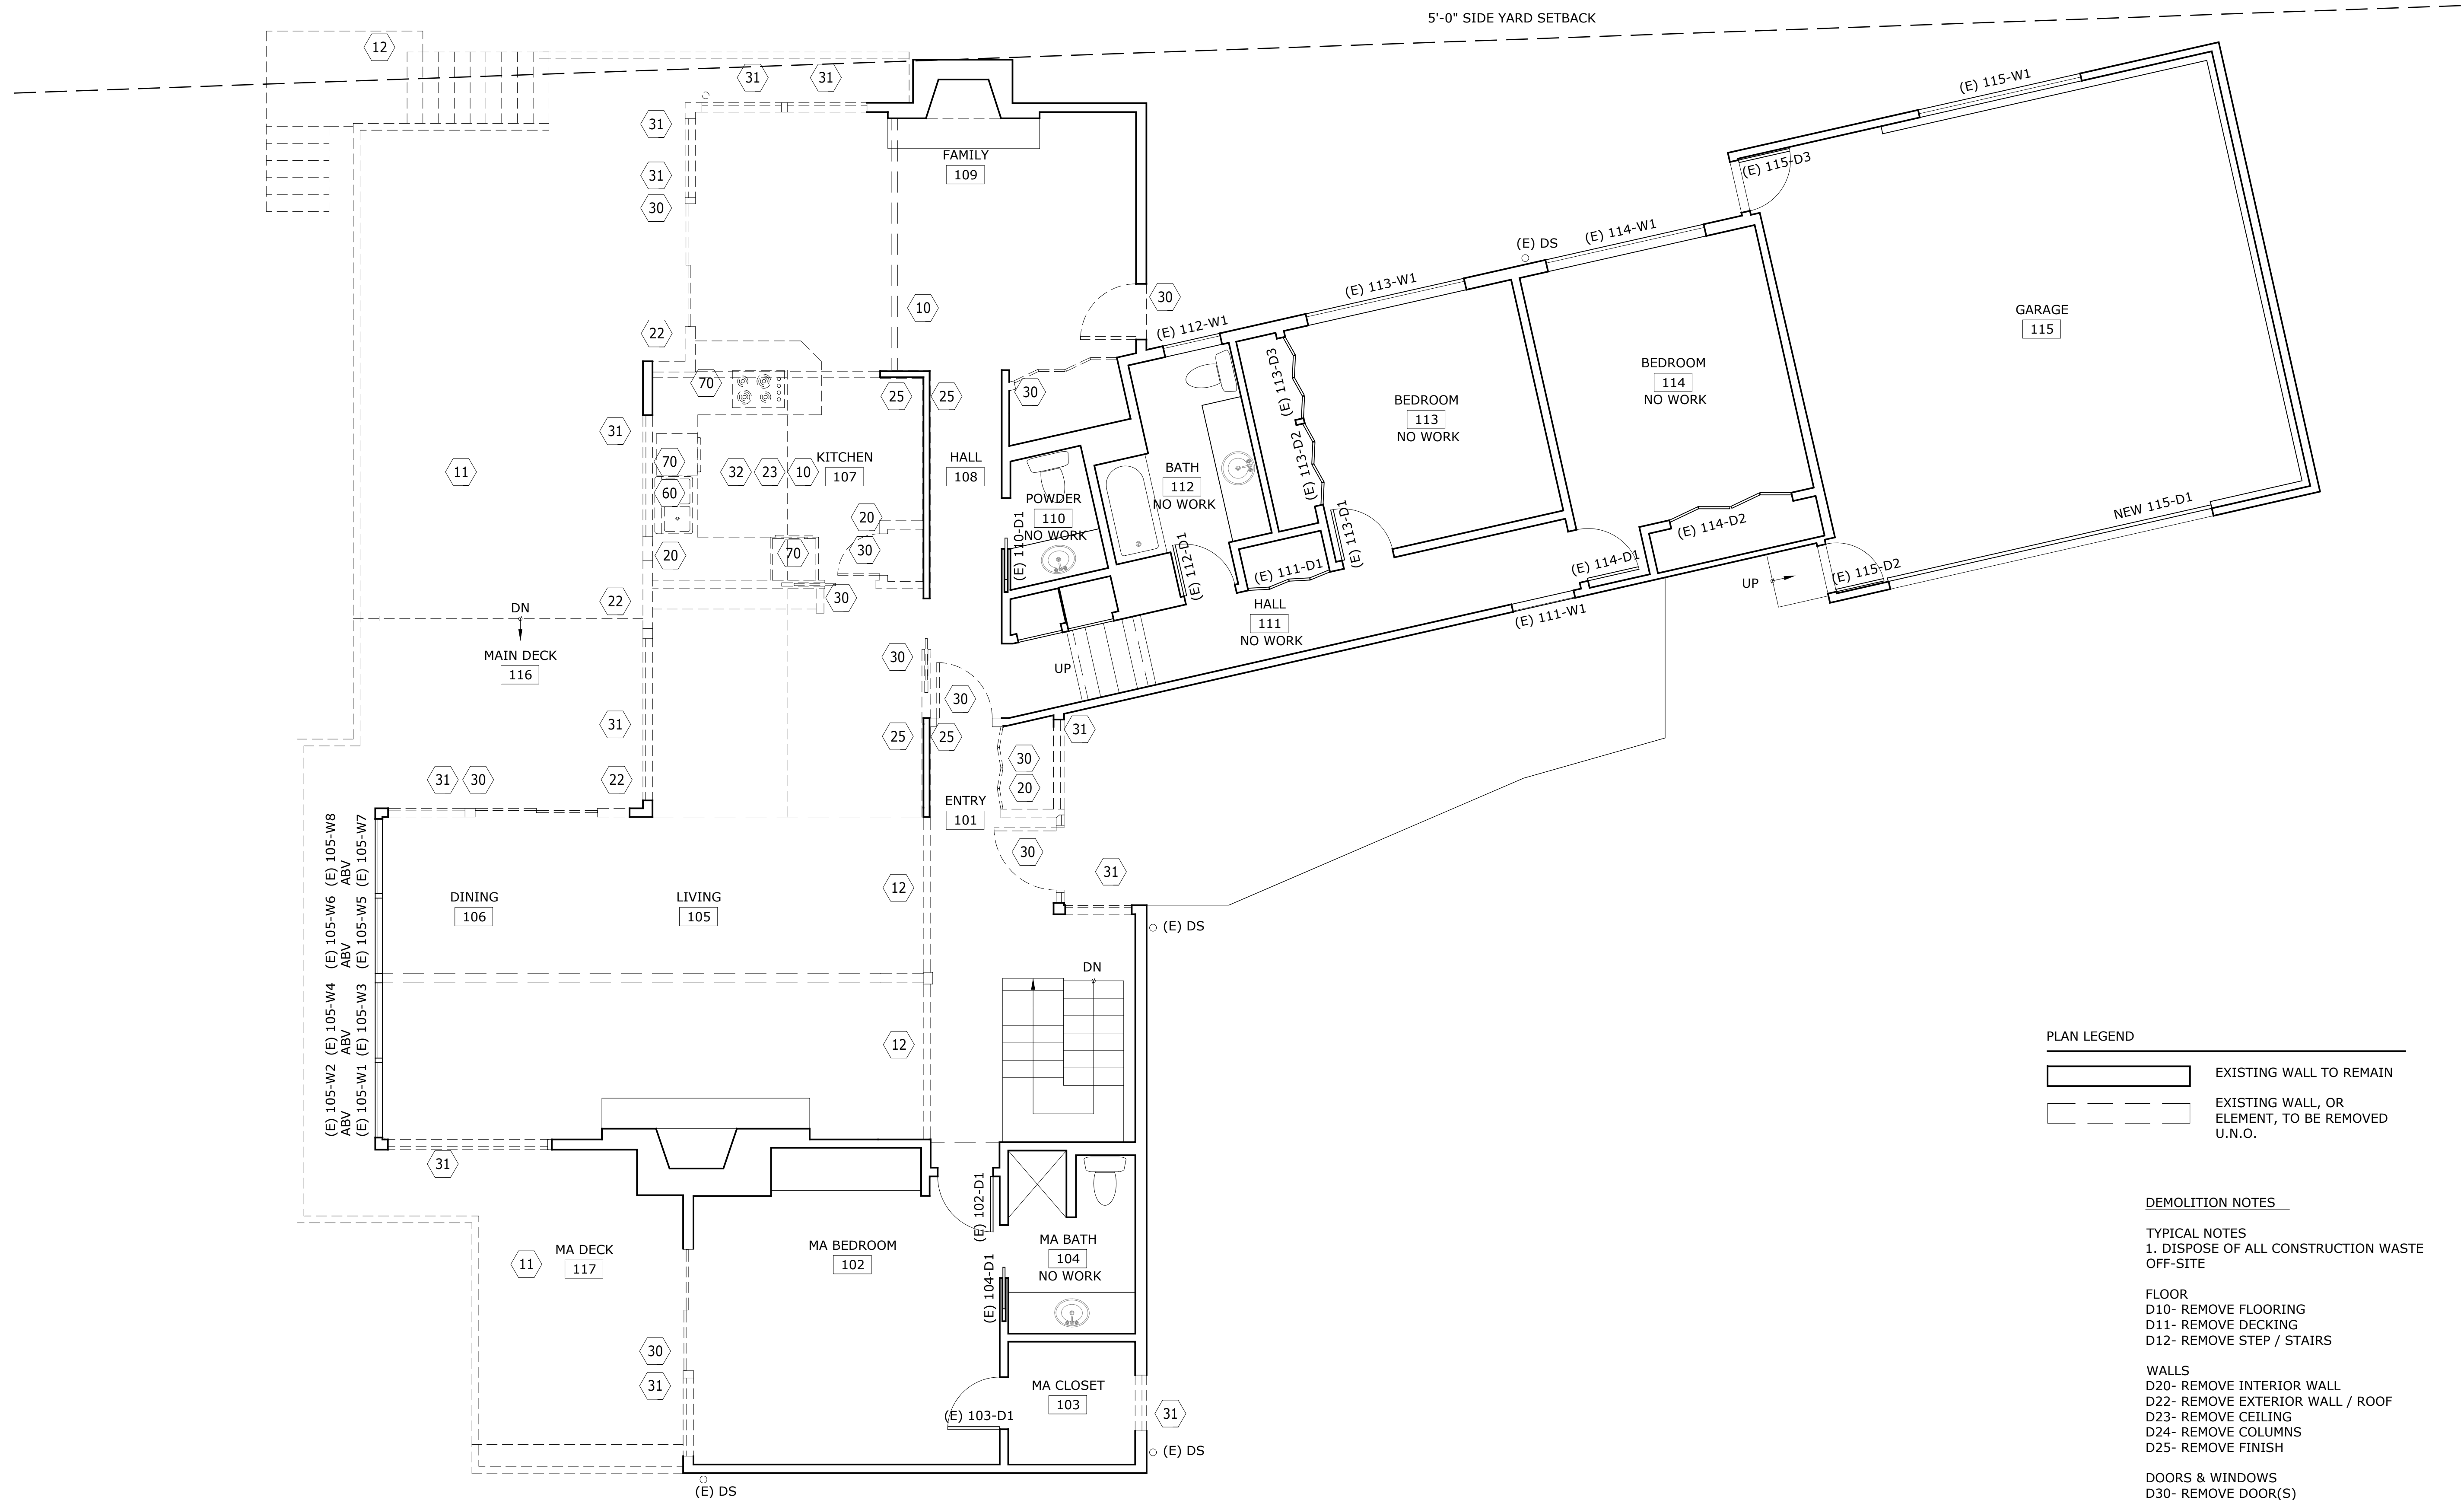 5'-0" SIDE YARD SETBACK
12
31
31
(E) 115-W1
31
FAMILY
109
(E) 115-D3
31
30
(E) 114-W1
(E) DS
(E) 113-W1
30
10
GARAGE
115
(E) 112-W1
22
BEDROOM
114
NO WORK
(E) 113-D3
70
25
25
30
BEDROOM
113
NO WORK
31
(E) 113-D2
11
70
32
23
10
KITCHEN
107
HALL
108
BATH
112
NO WORK
60
POWDER
110
NO WORK
20
NEW 115-D1
(E) 114-D2
(E) 110-D1
(E) 112-D1
(E) 113-D1
20
70
30
(E) 111-D1
(E) 114-D1
(E) 115-D2
UP
22
30
DN
HALL
111
NO WORK
(E) 111-W1
MAIN DECK
116
30
UP
30
31
25
25
31
30
20
31
30
22
ENTRY
101
30
31
(E) 105-W8
ABV
(E) 105-W7
12
DINING
106
LIVING
105
(E) 105-W6
ABV
(E) 105-W5
(E) DS
DN
(E) 105-W4
ABV
(E) 105-W3
12
(E) 105-W2
ABV
(E) 105-W1
31
(E) 102-D1
MA DECK
117
11
MA BEDROOM
102
MA BATH
104
NO WORK
(E) 104-D1
30
31
MA CLOSET
103
(E) 103-D1
31
(E) DS
(E) DS
PLAN LEGEND
EXISTING WALL TO REMAIN
EXISTING WALL, OR
ELEMENT, TO BE REMOVED
U.N.O.
DEMOLITION NOTES
TYPICAL NOTES
1. DISPOSE OF ALL CONSTRUCTION WASTE
OFF-SITE
FLOOR
D10- REMOVE FLOORING
D11- REMOVE DECKING
D12- REMOVE STEP / STAIRS
WALLS
D20- REMOVE INTERIOR WALL
D22- REMOVE EXTERIOR WALL / ROOF
D23- REMOVE CEILING
D24- REMOVE COLUMNS
D25- REMOVE FINISH
DOORS & WINDOWS
D30- REMOVE DOOR(S)